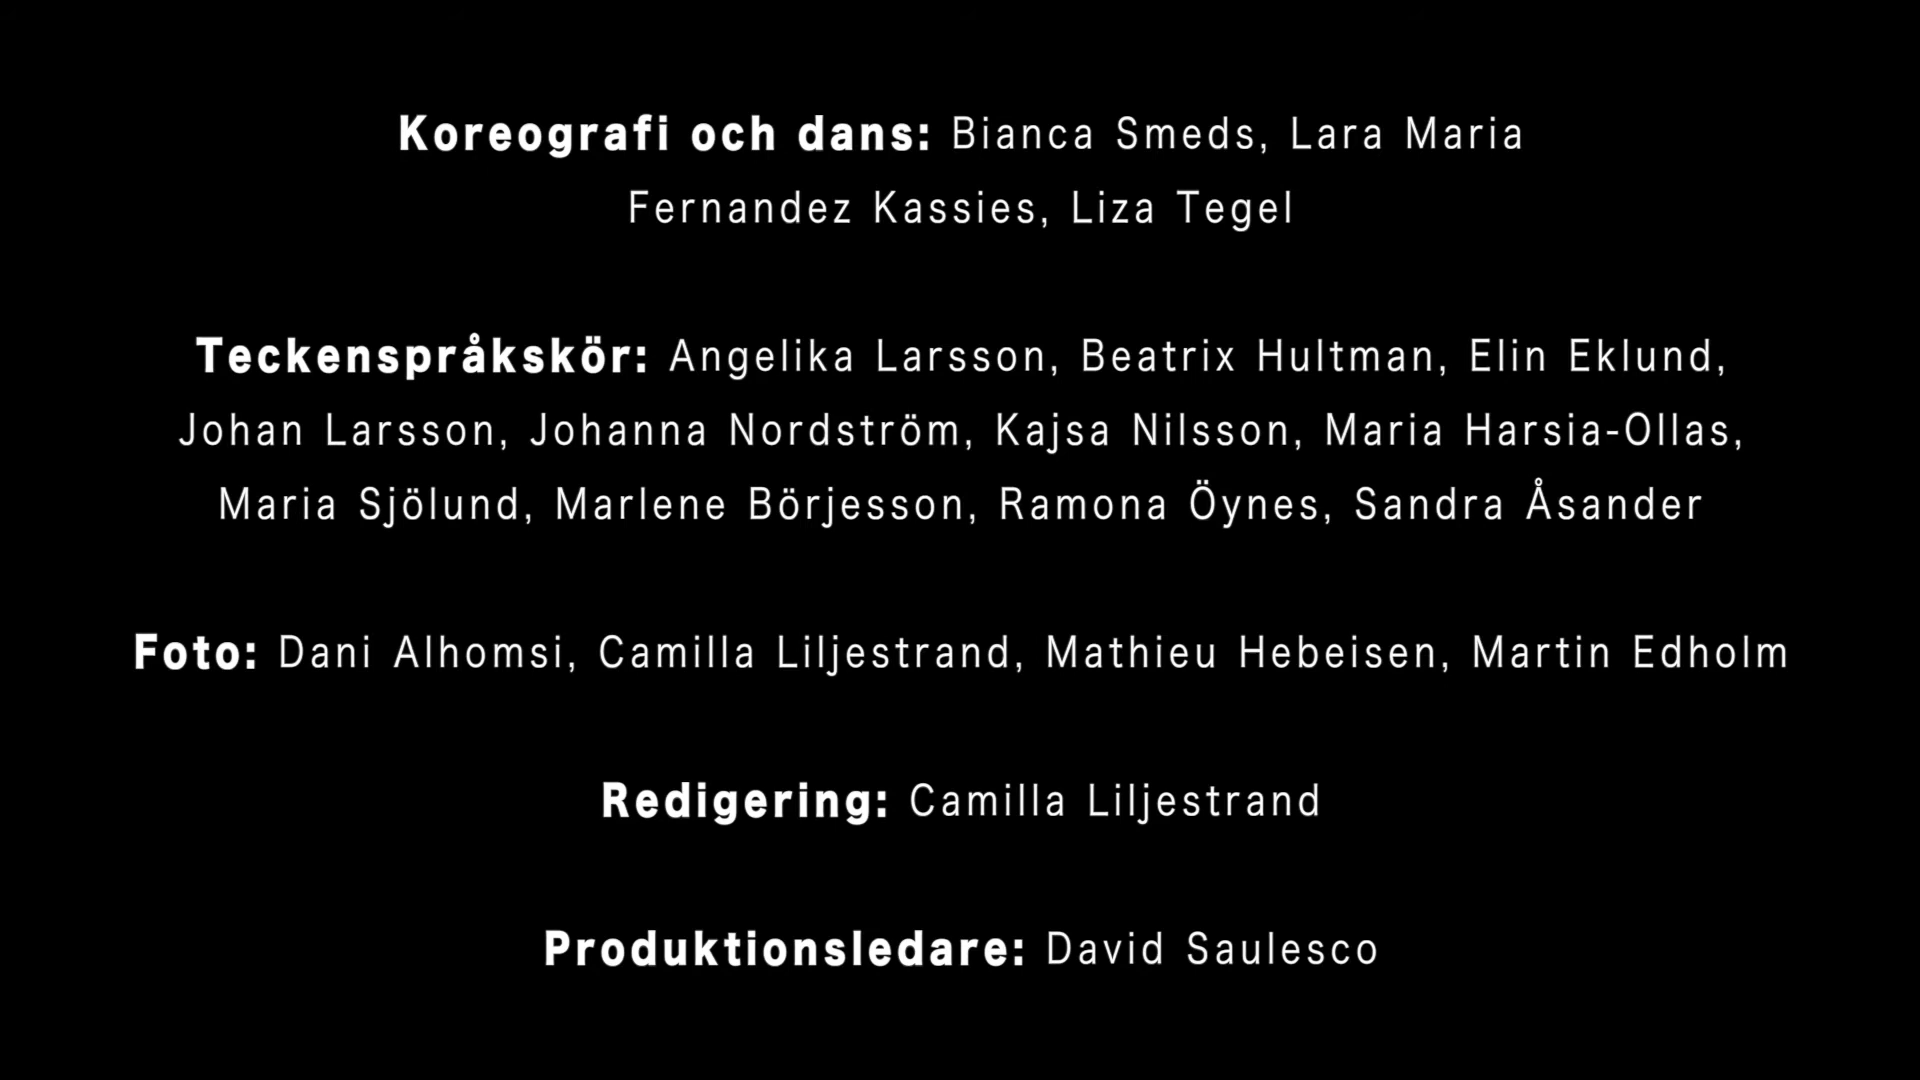 Koreografi och dans: Bianca Smeds, Lara Maria
Fernandez Kassies, Liza Tegel
Teckenspråkskör: Angelika Larsson, Beatrix Hultman, Elin Eklund,
Johan Larsson, Johanna Nordström, Kajsa Nilsson, Maria Harsia-Ollas,
Maria Sjölund, Marlene Börjesson, Ramona Öynes, Sandra Åsander
Foto: Dani Alhomsi, Camilla Liljestrand, Mathieu Hebeisen, Martin Edholm
Redigering: Camilla Liljestrand
Produktionsledare: David Saulesco